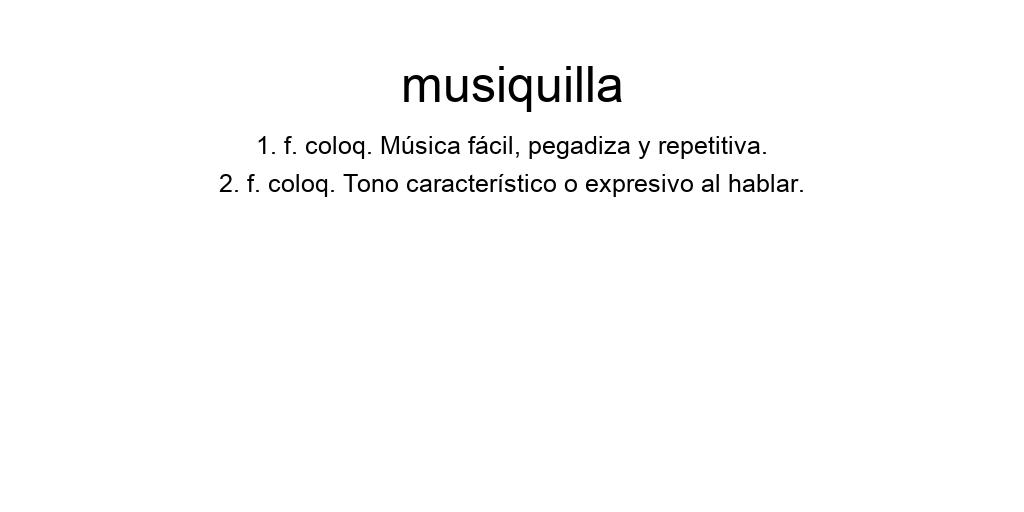 musiquilla
1. f. coloq. Música fácil, pegadiza y repetitiva.
2. f. coloq. Tono característico o expresivo al hablar.